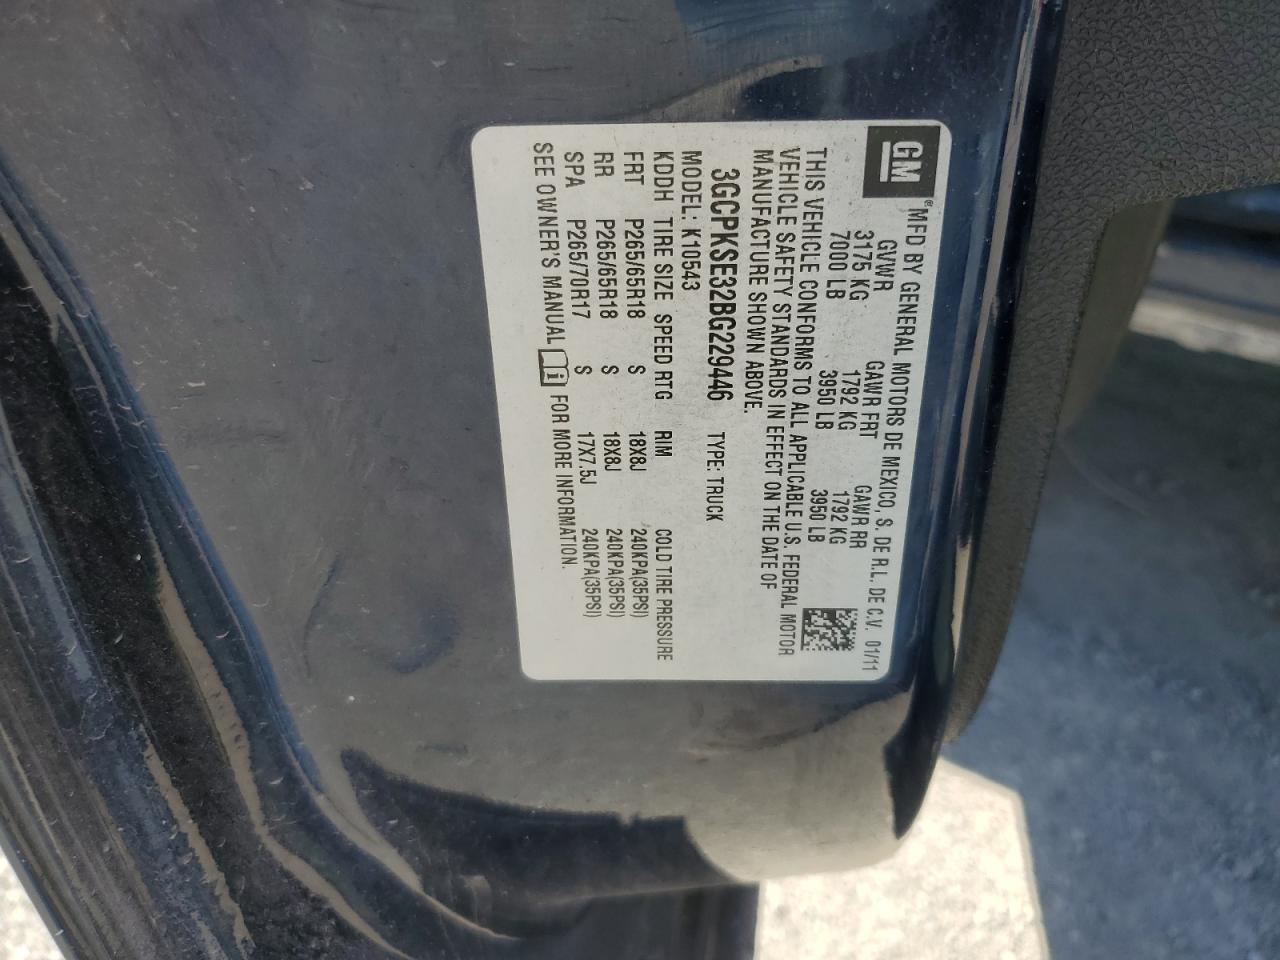 GM ® MFD BY GENERAL MOTORS DE MEXICO, S. DE R.L. DE C.V. 01/11
GVWR GAWR FRT GAWR RR
3175 KG 1792 KG 1792 KG
7000 LB 3950 LB 3950 LB
THIS VEHICLE CONFORMS TO ALL APPLICABLE U.S. FEDERAL MOTOR
VEHICLE SAFETY STANDARDS IN EFFECT ON THE DATE OF
MANUFACTURE SHOWN ABOVE.
3GCPKSE32BG229446 TYPE: TRUCK
MODEL: K10543
KDDH TIRE SIZE SPEED RTG RIM COLD TIRE PRESSURE
FRT P265/65R18 S 18X8J 240KPA(35PSI)
RR P265/65R18 S 18X8J 240KPA(35PSI)
SPA P265/70R17 S 17X7.5J 240KPA(35PSI)
SEE OWNER'S MANUAL i FOR MORE INFORMATION.